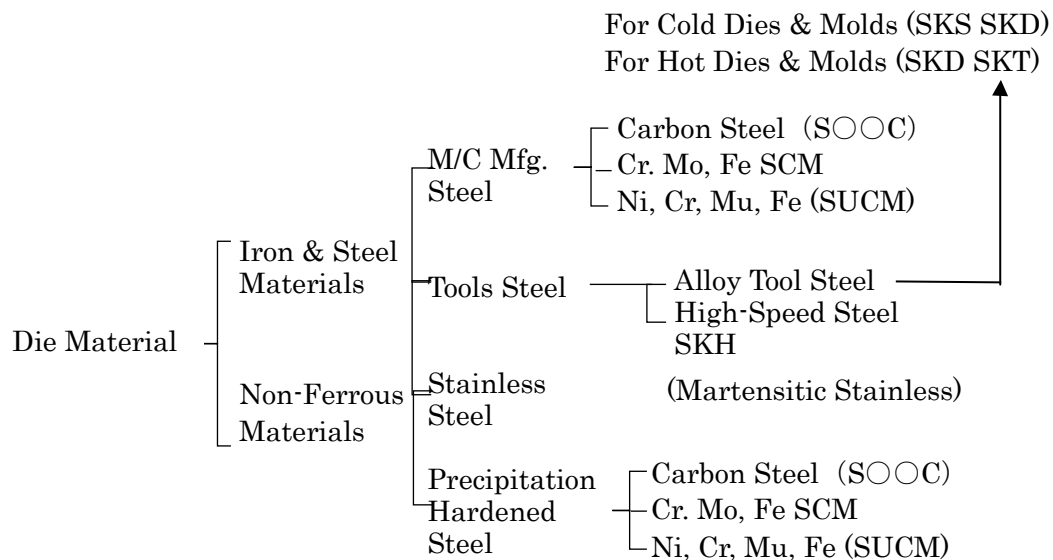 For Cold Dies & Molds (SKS SKD)
For Hot Dies & Molds (SKD SKT)
Carbon Steel（S○○C）
M/C Mfg.
Steel
Cr. Mo, Fe SCM
Ni, Cr, Mu, Fe (SUCM)
Iron & Steel
Materials
Tools Steel
Alloy Tool Steel
High-Speed Steel
SKH
Die Material
Non-Ferrous
Materials
Stainless
Steel
(Martensitic Stainless)
Precipitation
Hardened
Steel
Carbon Steel（S○○C）
Cr. Mo, Fe SCM
Ni, Cr, Mu, Fe (SUCM)